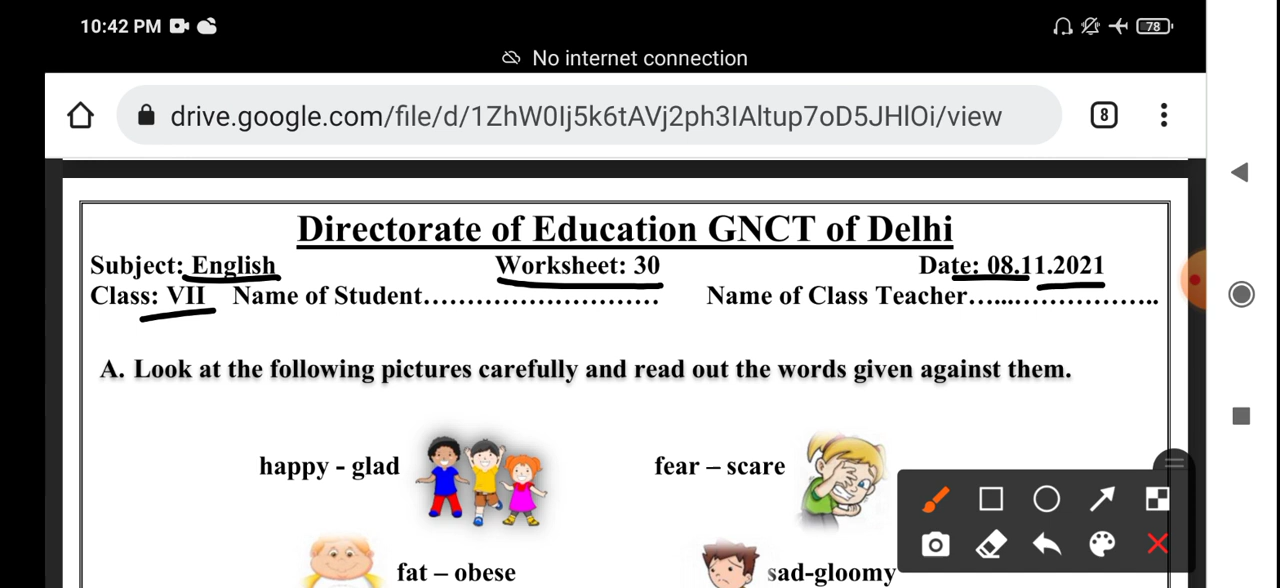 10:42 PM 78
No internet connection
drive.google.com/file/d/1ZhW0Ij5k6tAVj2ph3IAltup7oD5JHlOi/view 8
Directorate of Education GNCT of Delhi
Subject: English Worksheet: 30 Date: 08.11.2021
Class: VII Name of Student........................... Name of Class Teacher......................
A. Look at the following pictures carefully and read out the words given against them.
happy - glad fear – scare
fat – obese sad-gloomy